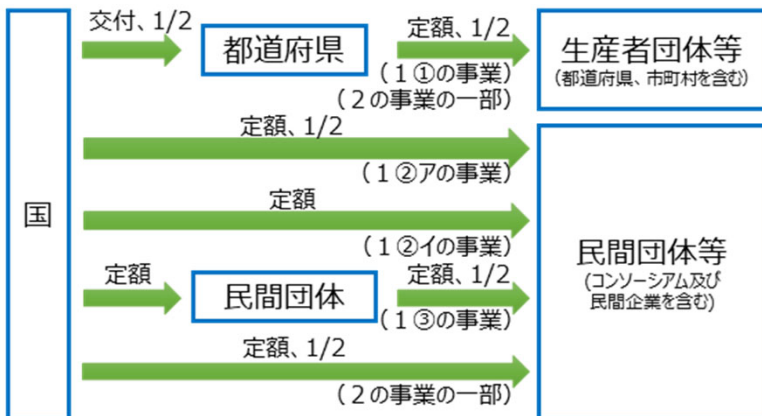 国
交付、1/2
都道府県
定額、1/2
(1①の事業)
(2の事業の一部)
生産者団体等
(都道府県、市町村を含む)
定額、1/2
(1②アの事業)
定額
(1②イの事業)
定額
民間団体
定額、1/2
(1③の事業)
定額、1/2
(2の事業の一部)
民間団体等
(コンソーシアム及び
民間企業を含む)